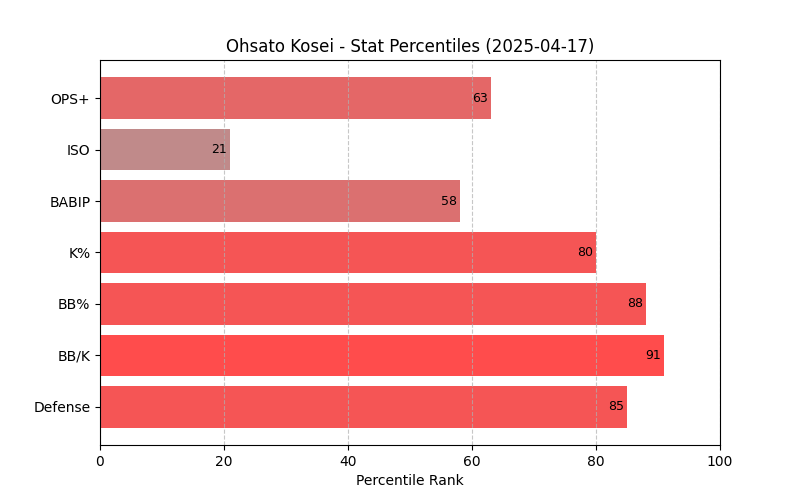 Ohsato Kosei - Stat Percentiles (2025-04-17)
OPS+ 63
ISO 21
BABIP 58
K% 80
BB% 88
BB/K 91
Defense 85
0 20 40 60 80 100
Percentile Rank